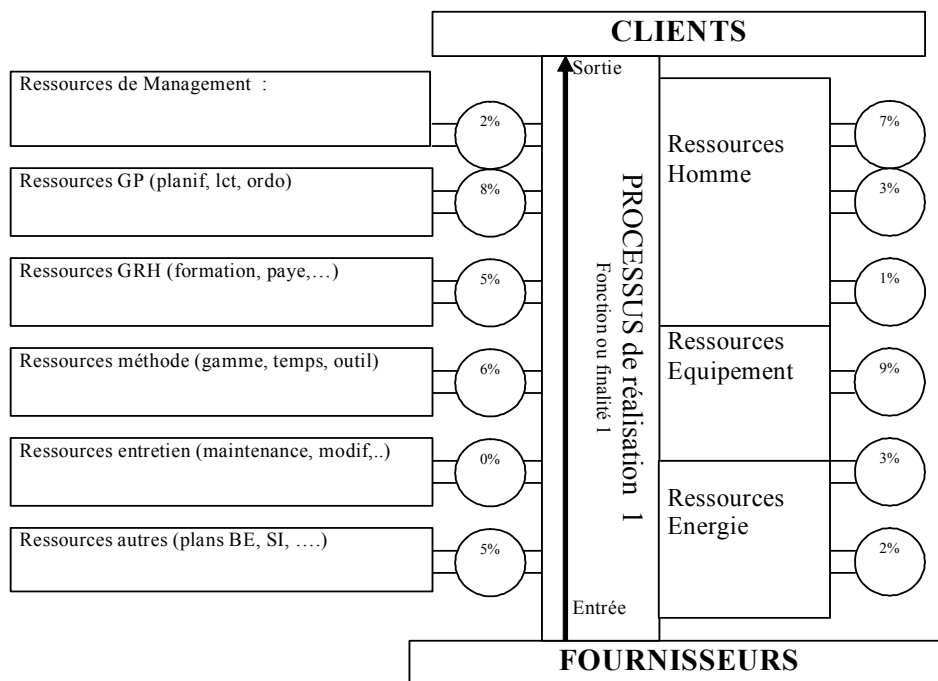 CLIENTS
Sortie
Ressources de Management :
2%
7%
Ressources
Homme
Ressources GP (planif, lct, ordo)
8%
3%
Ressources GRH (formation, paye,…)
5%
1%
PROCESSUS de réalisation 1
Fonction ou finalité 1
Ressources méthode (gamme, temps, outil)
6%
Ressources
Equipement
9%
Ressources entretien (maintenance, modif,..)
0%
3%
Ressources
Energie
Ressources autres (plans BE, SI, ….)
5%
2%
Entrée
FOURNISSEURS